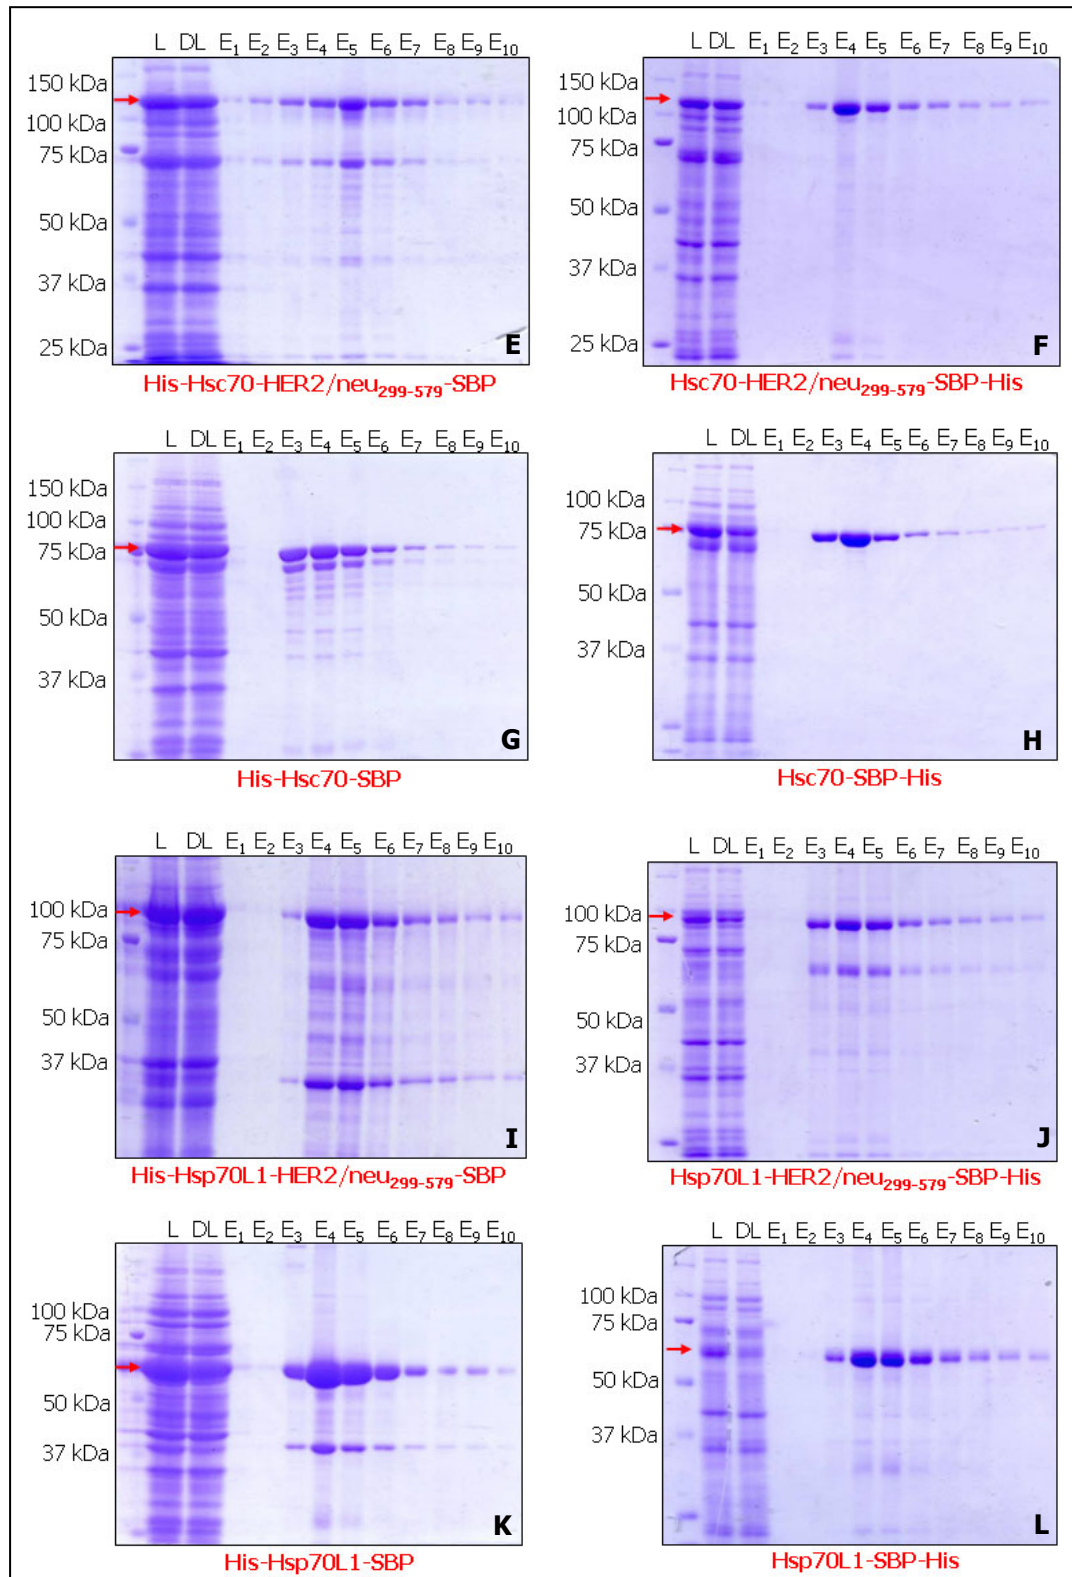 L DL E₁ E₂ E₃ E₄ E₅ E₆ E₇ E₈ E₉ E₁₀
150 kDa
100 kDa
75 kDa
50 kDa
37 kDa
25 kDa
E
His-Hsc70-HER2/neu₂₉₉₋₅₇₉-SBP
L DL E₁ E₂ E₃ E₄ E₅ E₆ E₇ E₈ E₉ E₁₀
150 kDa
100 kDa
75 kDa
50 kDa
37 kDa
25 kDa
F
Hsc70-HER2/neu₂₉₉₋₅₇₉-SBP-His
L DL E₁ E₂ E₃ E₄ E₅ E₆ E₇ E₈ E₉ E₁₀
150 kDa
100 kDa
75 kDa
50 kDa
37 kDa
G
His-Hsc70-SBP
L DL E₁ E₂ E₃ E₄ E₅ E₆ E₇ E₈ E₉ E₁₀
100 kDa
75 kDa
50 kDa
37 kDa
H
Hsc70-SBP-His
L DL E₁ E₂ E₃ E₄ E₅ E₆ E₇ E₈ E₉ E₁₀
100 kDa
75 kDa
50 kDa
37 kDa
I
His-Hsp70L1-HER2/neu₂₉₉₋₅₇₉-SBP
L DL E₁ E₂ E₃ E₄ E₅ E₆ E₇ E₈ E₉ E₁₀
100 kDa
75 kDa
50 kDa
37 kDa
J
Hsp70L1-HER2/neu₂₉₉₋₅₇₉-SBP-His
L DL E₁ E₂ E₃ E₄ E₅ E₆ E₇ E₈ E₉ E₁₀
100 kDa
75 kDa
50 kDa
37 kDa
K
His-Hsp70L1-SBP
L DL E₁ E₂ E₃ E₄ E₅ E₆ E₇ E₈ E₉ E₁₀
100 kDa
75 kDa
50 kDa
37 kDa
L
Hsp70L1-SBP-His